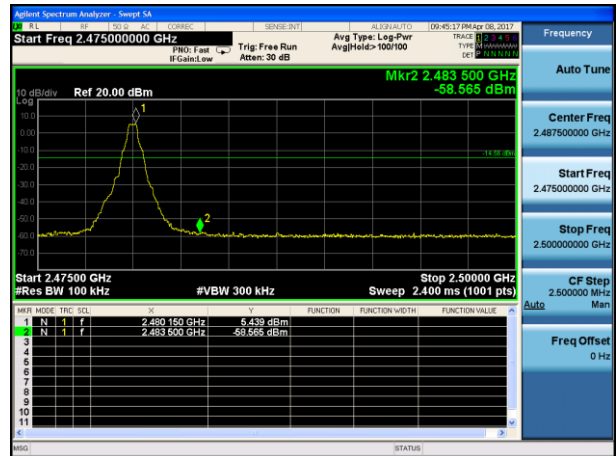 Agilent Spectrum Analyzer - Swept SA
RL RF 50 Ω AC CORREC SENSE:INT ALIGNAUTO 09:45:17 PM Apr 08, 2017
Start Freq 2.475000000 GHz
PNO: Fast
IFGain:Low
Trig: Free Run
Atten: 30 dB
Avg Type: Log-Pwr
Avg|Hold:> 100/100
TRACE 1 2 3 4 5 6
TYPE M
DET P N N N N N
Mkr2 2.483 500 GHz
-58.565 dBm
10 dB/div Ref 20.00 dBm
Log
1
10.0
0.00
-10.0
-14.56 dBm
-20.0
-30.0
-40.0
-50.0
2
-60.0
-70.0
Start 2.47500 GHz Stop 2.50000 GHz
#Res BW 100 kHz #VBW 300 kHz Sweep 2.400 ms (1001 pts)
MKR MODE TRC SCL X Y FUNCTION FUNCTION WIDTH FUNCTION VALUE
1 N 1 f 2.480 150 GHz 5.439 dBm
2 N 1 f 2.483 500 GHz -58.565 dBm
3
4
5
6
7
8
9
10
11
MSG STATUS
Frequency
Auto Tune
Center Freq
2.487500000 GHz
Start Freq
2.475000000 GHz
Stop Freq
2.500000000 GHz
CF Step
2.500000 MHz
Auto Man
Freq Offset
0 Hz